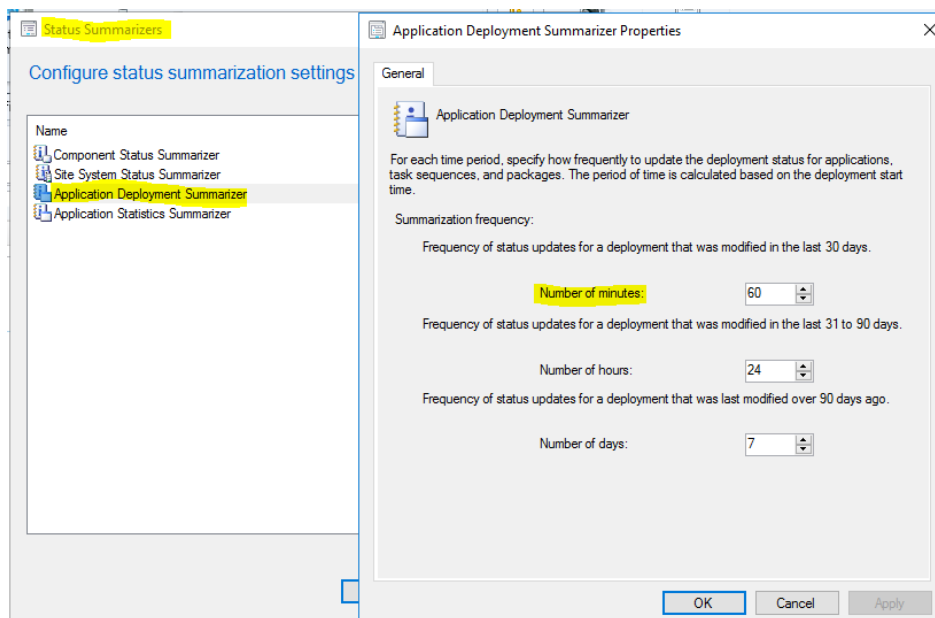 Status Summarizers
Configure status summarization settings
Name
Component Status Summarizer
Site System Status Summarizer
Application Deployment Summarizer
Application Statistics Summarizer
Application Deployment Summarizer Properties
General
Application Deployment Summarizer
For each time period, specify how frequently to update the deployment status for applications,
task sequences, and packages. The period of time is calculated based on the deployment start
time.
Summarization frequency:
Frequency of status updates for a deployment that was modified in the last 30 days.
Number of minutes: 60
Frequency of status updates for a deployment that was modified in the last 31 to 90 days.
Number of hours: 24
Frequency of status updates for a deployment that was last modified over 90 days ago.
Number of days: 7
OK Cancel Apply